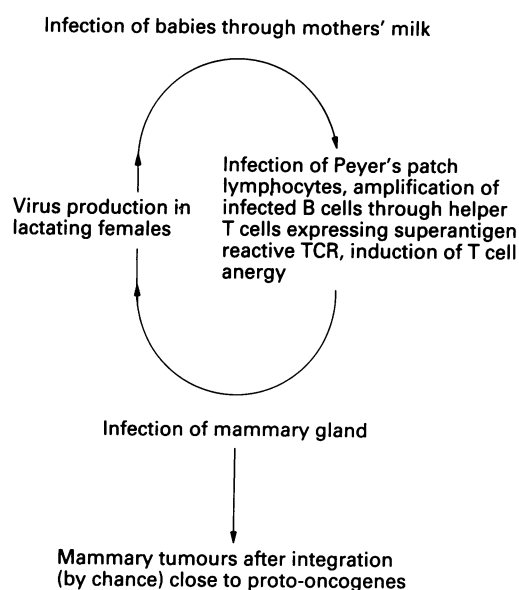 Infection of babies through mothers' milk
Infection of Peyer's patch
lymphocytes, amplification of
infected B cells through helper
T cells expressing superantigen
reactive TCR, induction of T cell
anergy
Virus production in
lactating females
Infection of mammary gland
Mammary tumours after integration
(by chance) close to proto-oncogenes